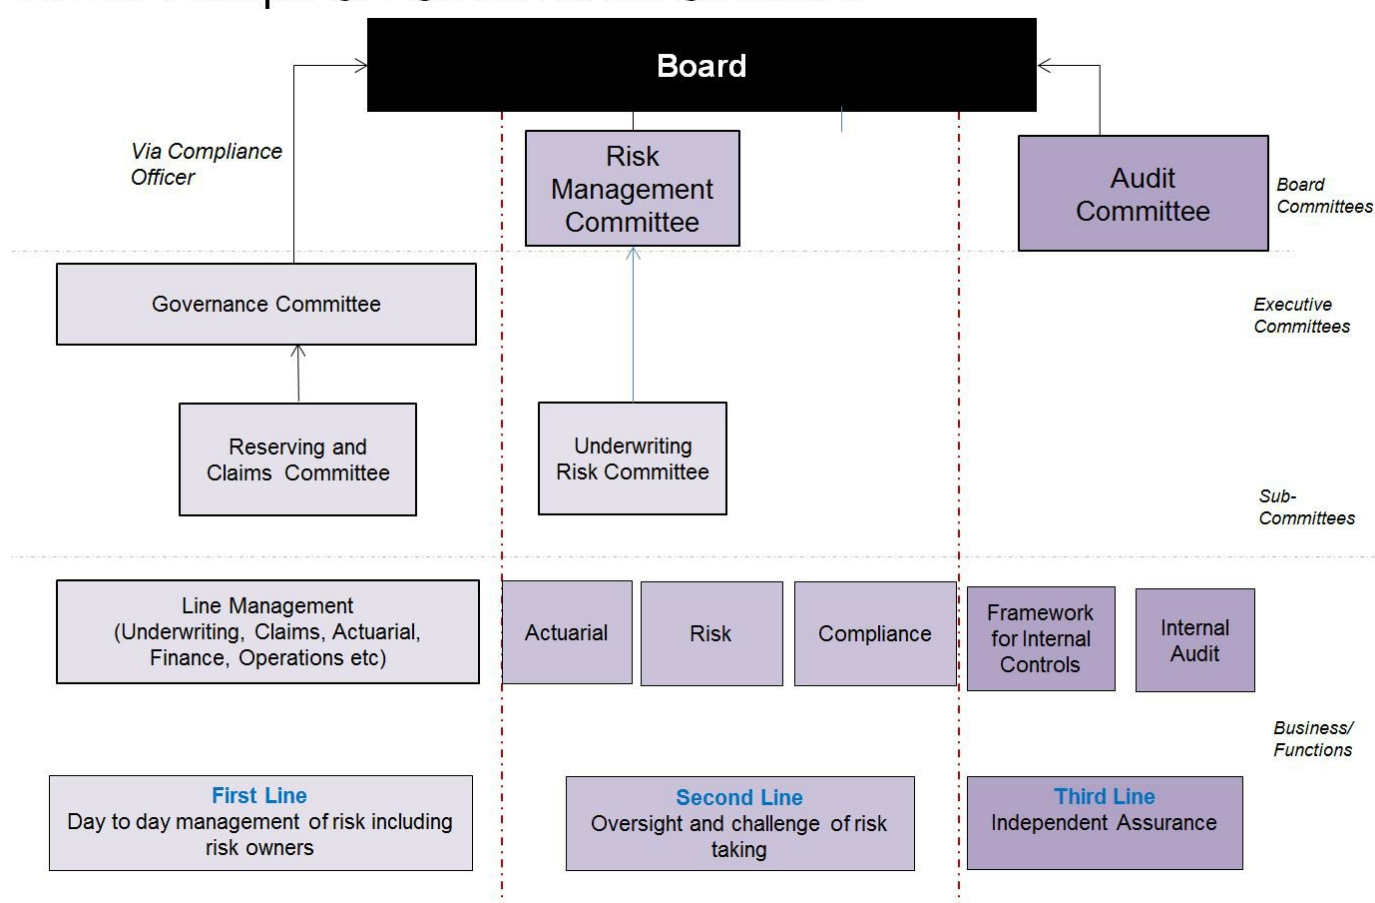 Board
Via Compliance
Officer
Risk
Management
Committee
Audit
Committee
Board
Committees
Governance Committee
Executive
Committees
Reserving and
Claims Committee
Underwriting
Risk Committee
Sub-
Committees
Line Management
(Underwriting, Claims, Actuarial,
Finance, Operations etc)
Actuarial
Risk
Compliance
Framework
for Internal
Controls
Internal
Audit
Business/
Functions
First Line
Day to day management of risk including
risk owners
Second Line
Oversight and challenge of risk
taking
Third Line
Independent Assurance